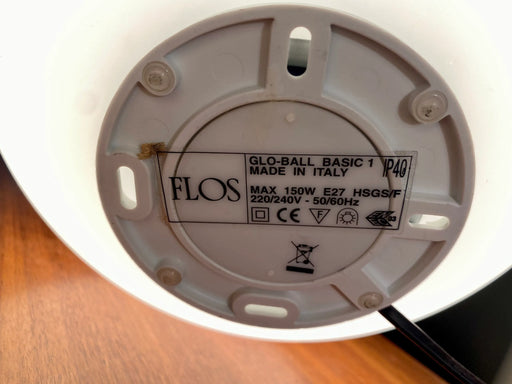 FLOS
GLO-BALL BASIC 1 IP40
MADE IN ITALY
MAX 150W E27 HSGS/F
220/240V - 50/60Hz
CE F